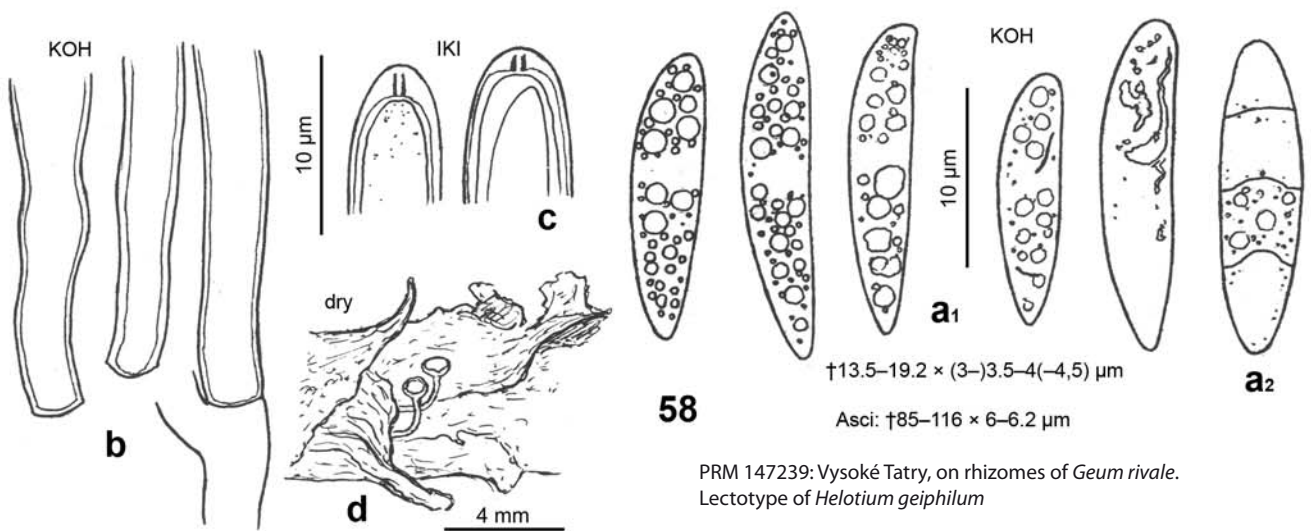 KOH
IKI
KOH
10 µm
c
10 µm
dry
a1
†13.5–19.2 × (3–)3.5–4(–4,5) µm
a2
58
b
Asci: †85–116 × 6–6.2 µm
PRM 147239: Vysoké Tatry, on rhizomes of Geum rivale.
Lectotype of Helotium geiphilum
d
4 mm